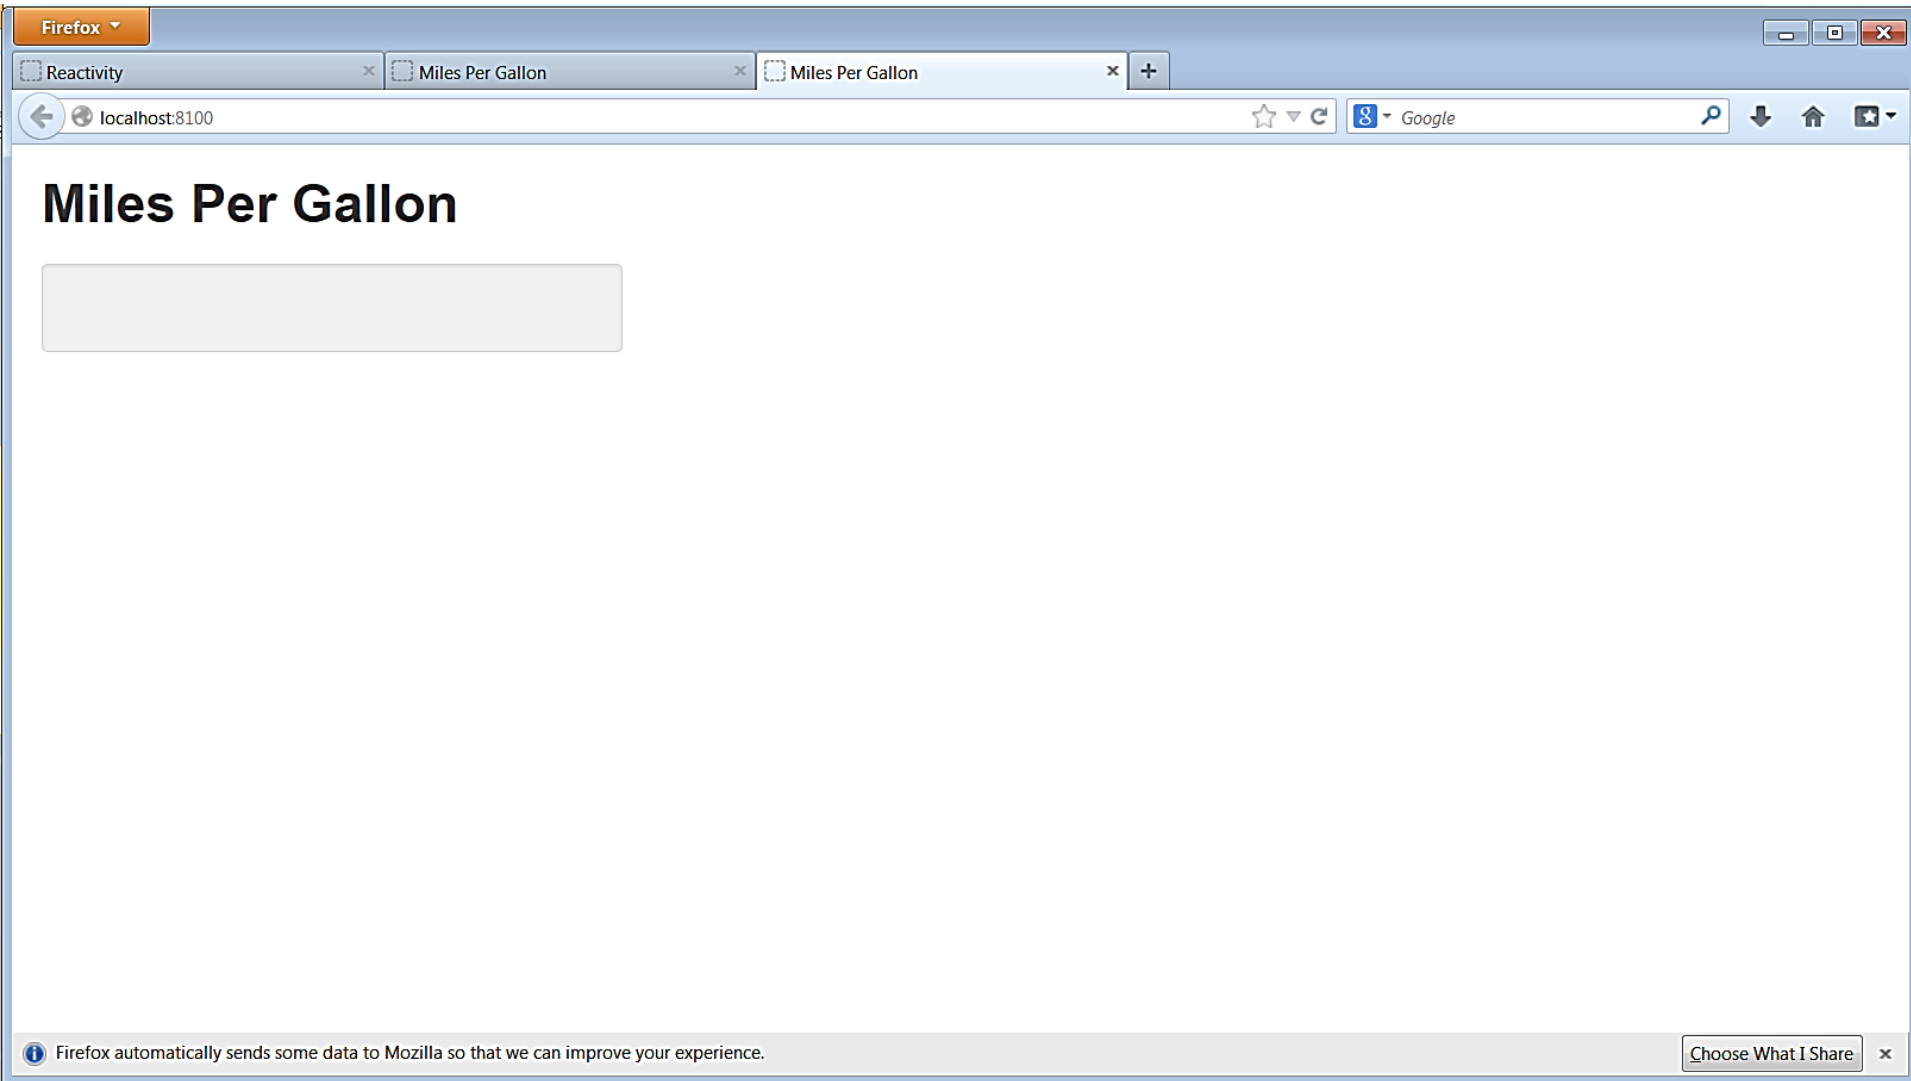 Firefox
Reactivity
Miles Per Gallon
Miles Per Gallon
localhost:8100
8
Google
Miles Per Gallon
Firefox automatically sends some data to Mozilla so that we can improve your experience.
Choose What I Share